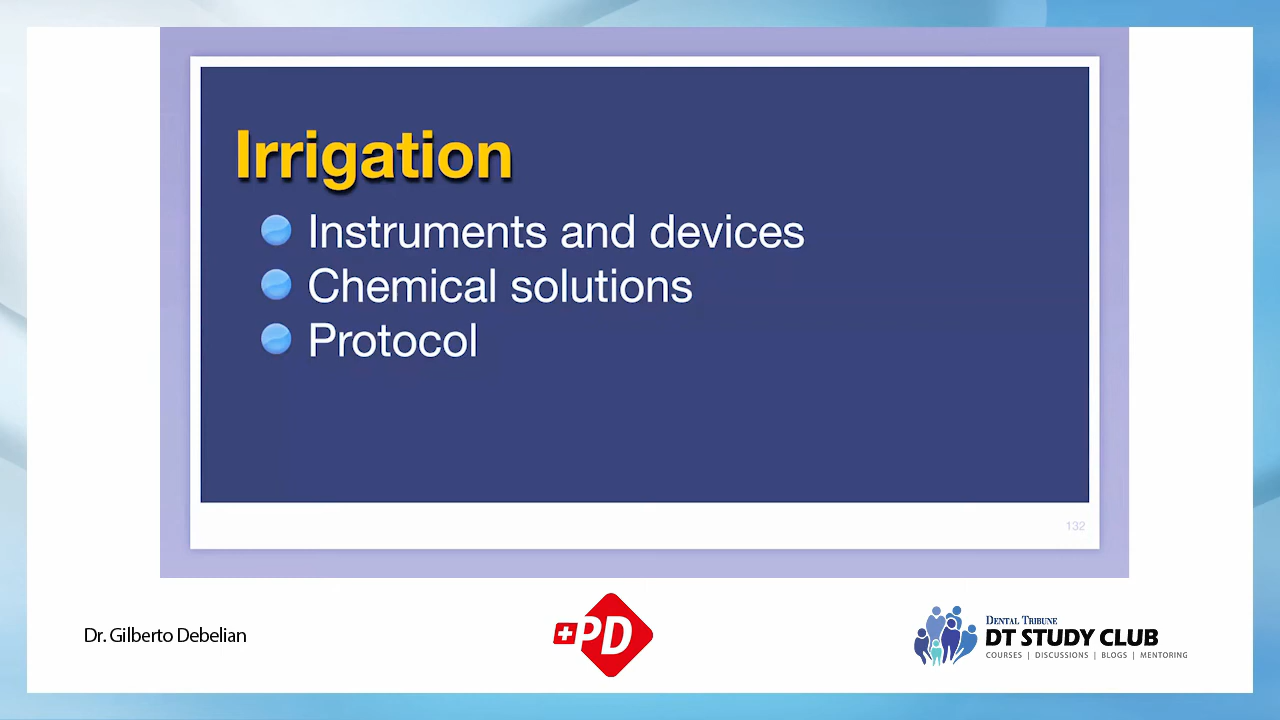 Irrigation
Instruments and devices
Chemical solutions
Protocol
132
Dr. Gilberto Debelian
PD
DENTAL TRIBUNE
DT STUDY CLUB
COURSES | DISCUSSIONS | BLOGS | MENTORING